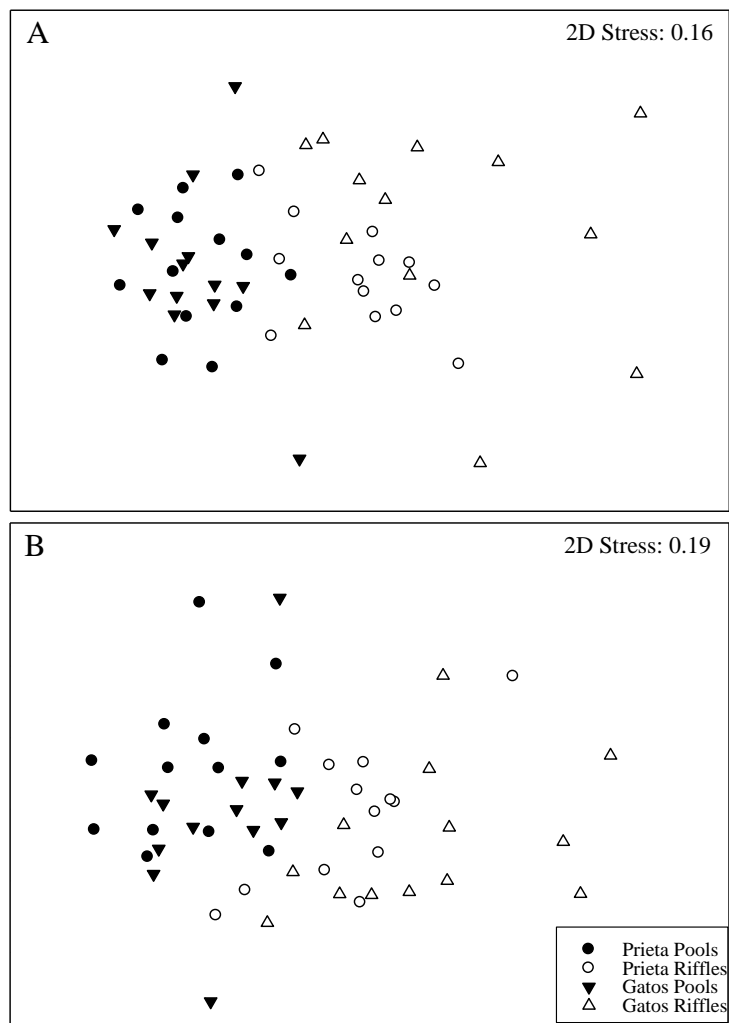 A
2D Stress: 0.16
B
2D Stress: 0.19
Prieta Pools
Prieta Riffles
Gatos Pools
Gatos Riffles